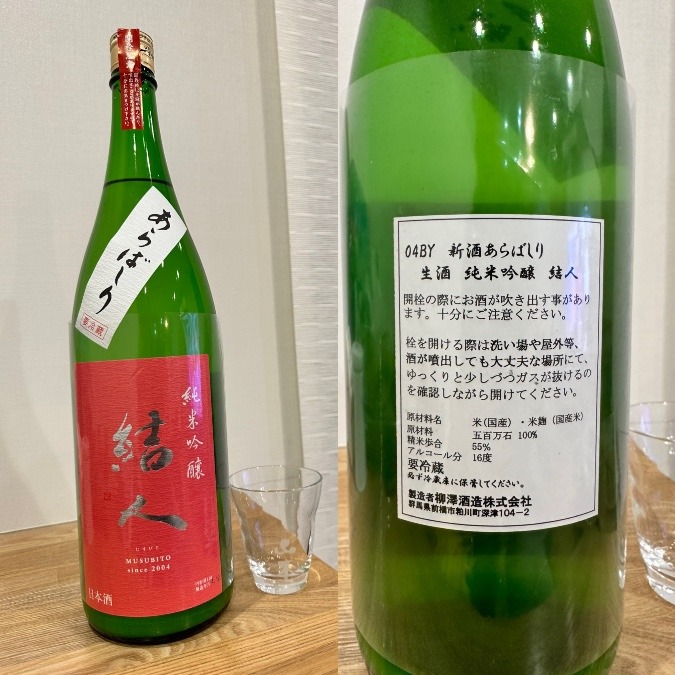 あらばしり
要冷蔵
純米吟醸
結人
むすびと
MUSUBITO
since 2004
日本酒
04BY 新酒あらばしり
生酒 純米吟醸 結人
開栓の際にお酒が吹き出す事があり
ます。十分にご注意ください。
栓を開ける際は洗い場や屋外等、
酒が噴出しても大丈夫な場所にて、
ゆっくりと少しづつガスが抜けるの
を確認しながら開けてください。
原材料名 米(国産)・米麹(国産米)
原料米 五百万石 100%
精米歩合 55%
アルコール分 16度
要冷蔵
必ず冷蔵庫に保管してください。
製造者柳澤酒造株式会社
群馬県前橋市粕川町深津104-2